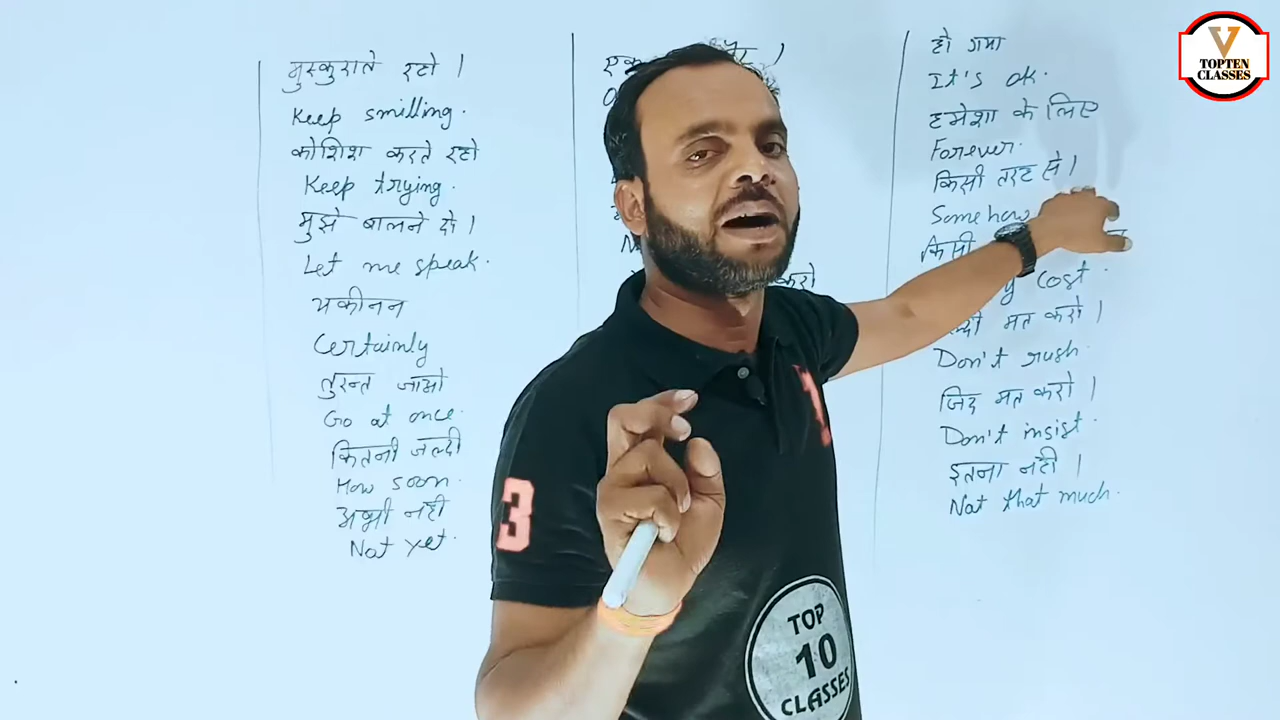 मुस्कुराते रहो ।
Keep smilling.
कोशिश करते रहो
Keep trying.
मुझे बालने दो ।
Let me speak.
यकीनन
Certainly
तुरन्त जाओ
Go at once.
कितनी जल्दी
How soon.
अभी नहीं
Not yet.
हो गया
It's ok.
हमेशा के लिए
Forever.
किसी तरह से ।
Somehow
किसी
cost.
मत करो ।
Don't rush.
जिद मत करो ।
Don't insist.
इतना नहीं ।
Not that much.
V
TOPTEN
CLASSES
3
TOP
10
CLASSES